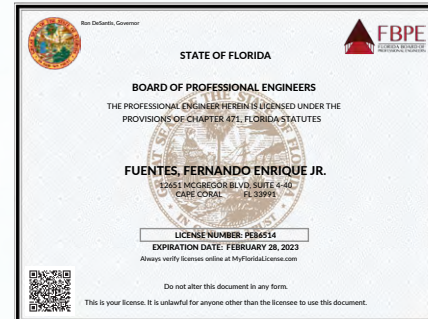 Ron DeSantis, Governor
FBPE
FLORIDA BOARD OF
PROFESSIONAL ENGINEERS
STATE OF FLORIDA
BOARD OF PROFESSIONAL ENGINEERS
THE PROFESSIONAL ENGINEER HEREIN IS LICENSED UNDER THE
PROVISIONS OF CHAPTER 471, FLORIDA STATUTES
FUENTES, FERNANDO ENRIQUE JR.
12651 MCGREGOR BLVD, SUITE 4-40
CAPE CORAL FL 33991
LICENSE NUMBER: PE86514
EXPIRATION DATE: FEBRUARY 28, 2023
Always verify licenses online at MyFloridaLicense.com
Do not alter this document in any form.
This is your license. It is unlawful for anyone other than the licensee to use this document.